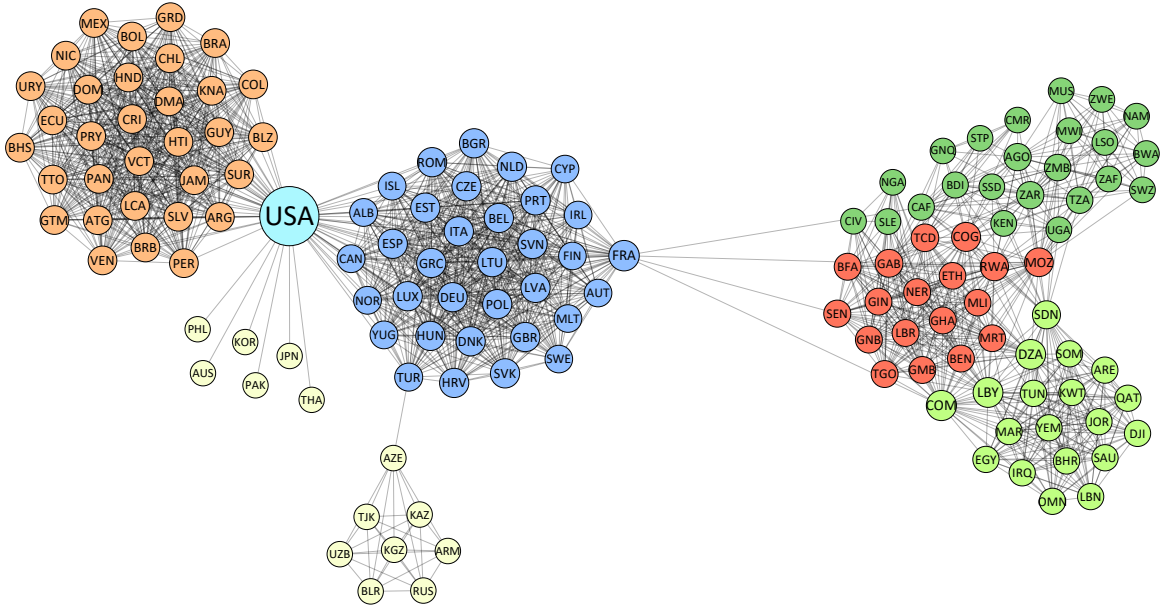 MEX
GRD
BOL
BRA
NIC
CHL
HND
URY
DOM
KNA
COL
DMA
ECU
CRI
PRY
GUY
BLZ
HTI
BHS
VCT
TTO
PAN
JAM
SUR
LCA
GTM
ATG
SLV
ARG
BRB
VEN
PER
USA
PHL
KOR
JPN
AUS
PAK
THA
BGR
ROM
NLD
CYP
ISL
CZE
PRT
ALB
EST
BEL
IRL
ITA
ESP
SVN
CAN
GRC
LTU
FIN
FRA
NOR
LUX
DEU
POL
LVA
AUT
YUG
HUN
DNK
GBR
MLT
TUR
HRV
SVK
SWE
AZE
TJK
KAZ
UZB
KGZ
ARM
BLR
RUS
MUS
ZWE
CMR
NAM
STP
MWI
LSO
GNQ
AGO
BWA
ZMB
NGA
BDI
SSD
ZAR
ZAF
SWZ
CAF
TZA
CIV
SLE
KEN
UGA
TCD
COG
BFA
GAB
ETH
RWA
MOZ
SEN
GIN
NER
MLI
GNB
LBR
GHA
MRT
TGO
GMB
BEN
SDN
DZA
SOM
ARE
COM
LBY
TUN
KWT
QAT
MAR
YEM
JOR
DJI
EGY
IRQ
BHR
SAU
OMN
LBN